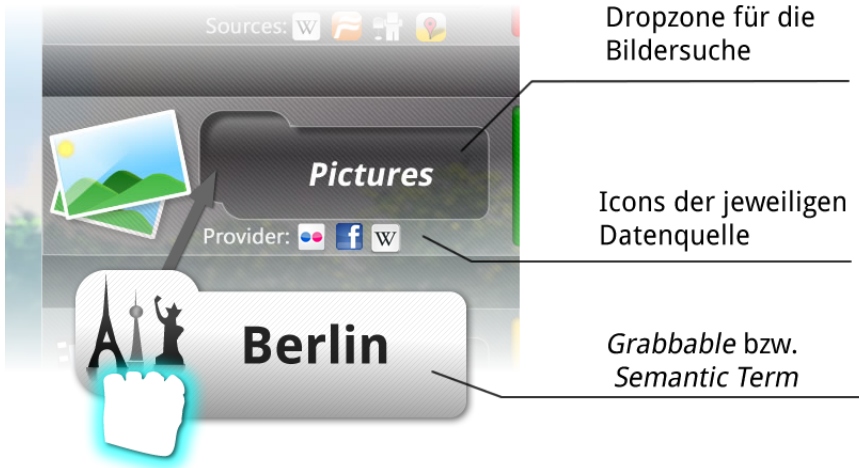 Sources: W
Dropzone für die
Bildersuche
Pictures
Provider: f W
Icons der jeweiligen
Datenquelle
Berlin
Grabbable bzw.
Semantic Term